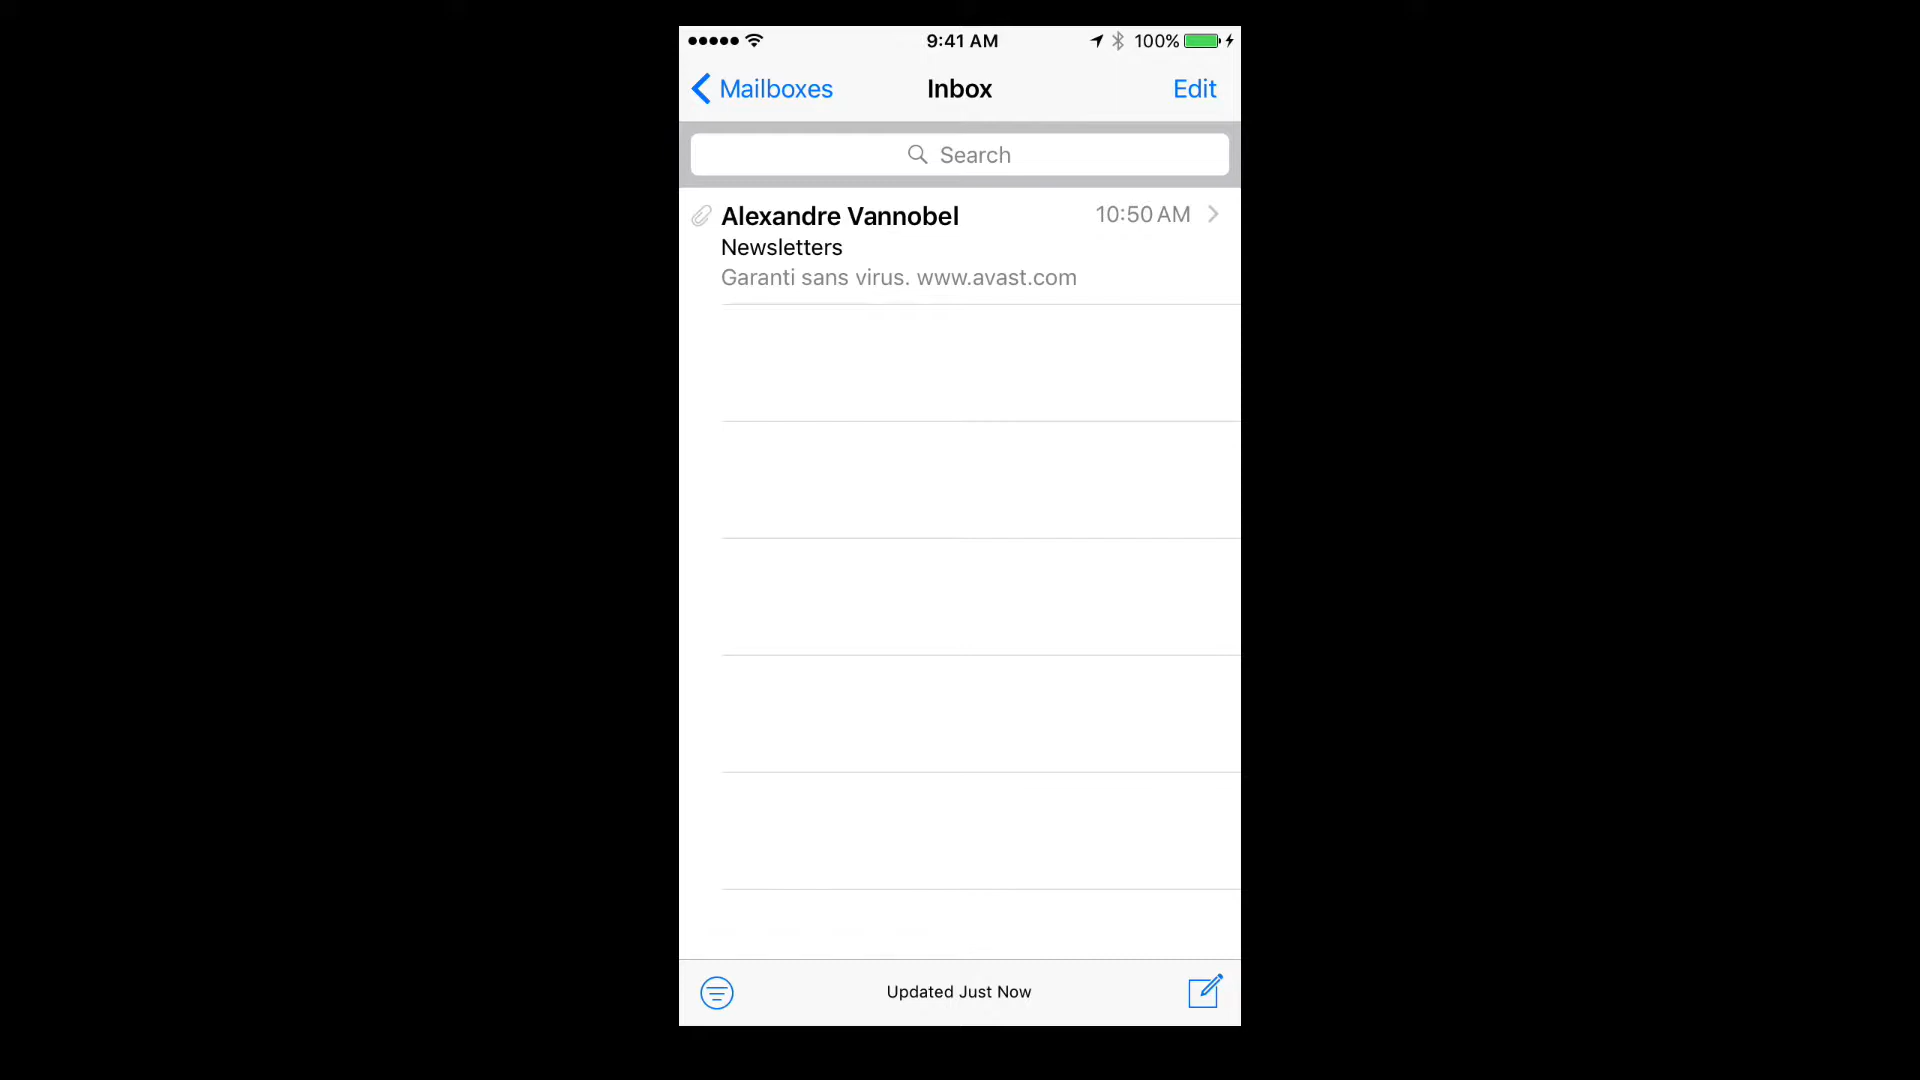 9:41 AM 100%
Mailboxes Inbox Edit
Search
Alexandre Vannobel 10:50 AM
Newsletters
Garanti sans virus. www.avast.com
Updated Just Now